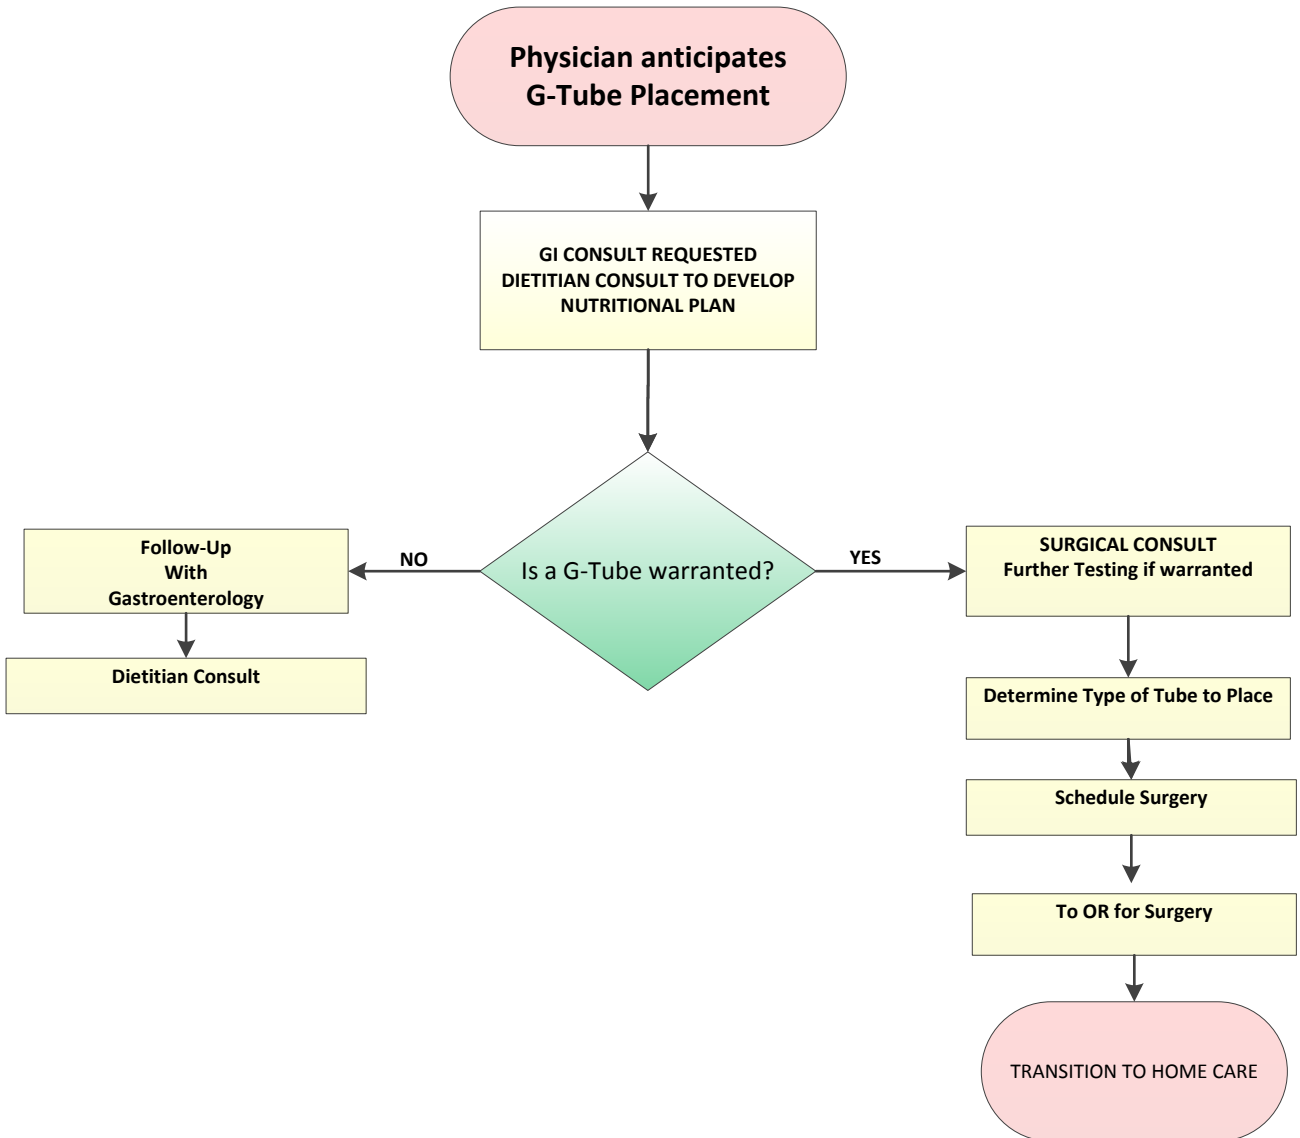 Physician anticipates
G-Tube Placement
GI CONSULT REQUESTED
DIETITIAN CONSULT TO DEVELOP
NUTRITIONAL PLAN
Is a G-Tube warranted?
NO
Follow-Up
With
Gastroenterology
Dietitian Consult
YES
SURGICAL CONSULT
Further Testing if warranted
Determine Type of Tube to Place
Schedule Surgery
To OR for Surgery
TRANSITION TO HOME CARE